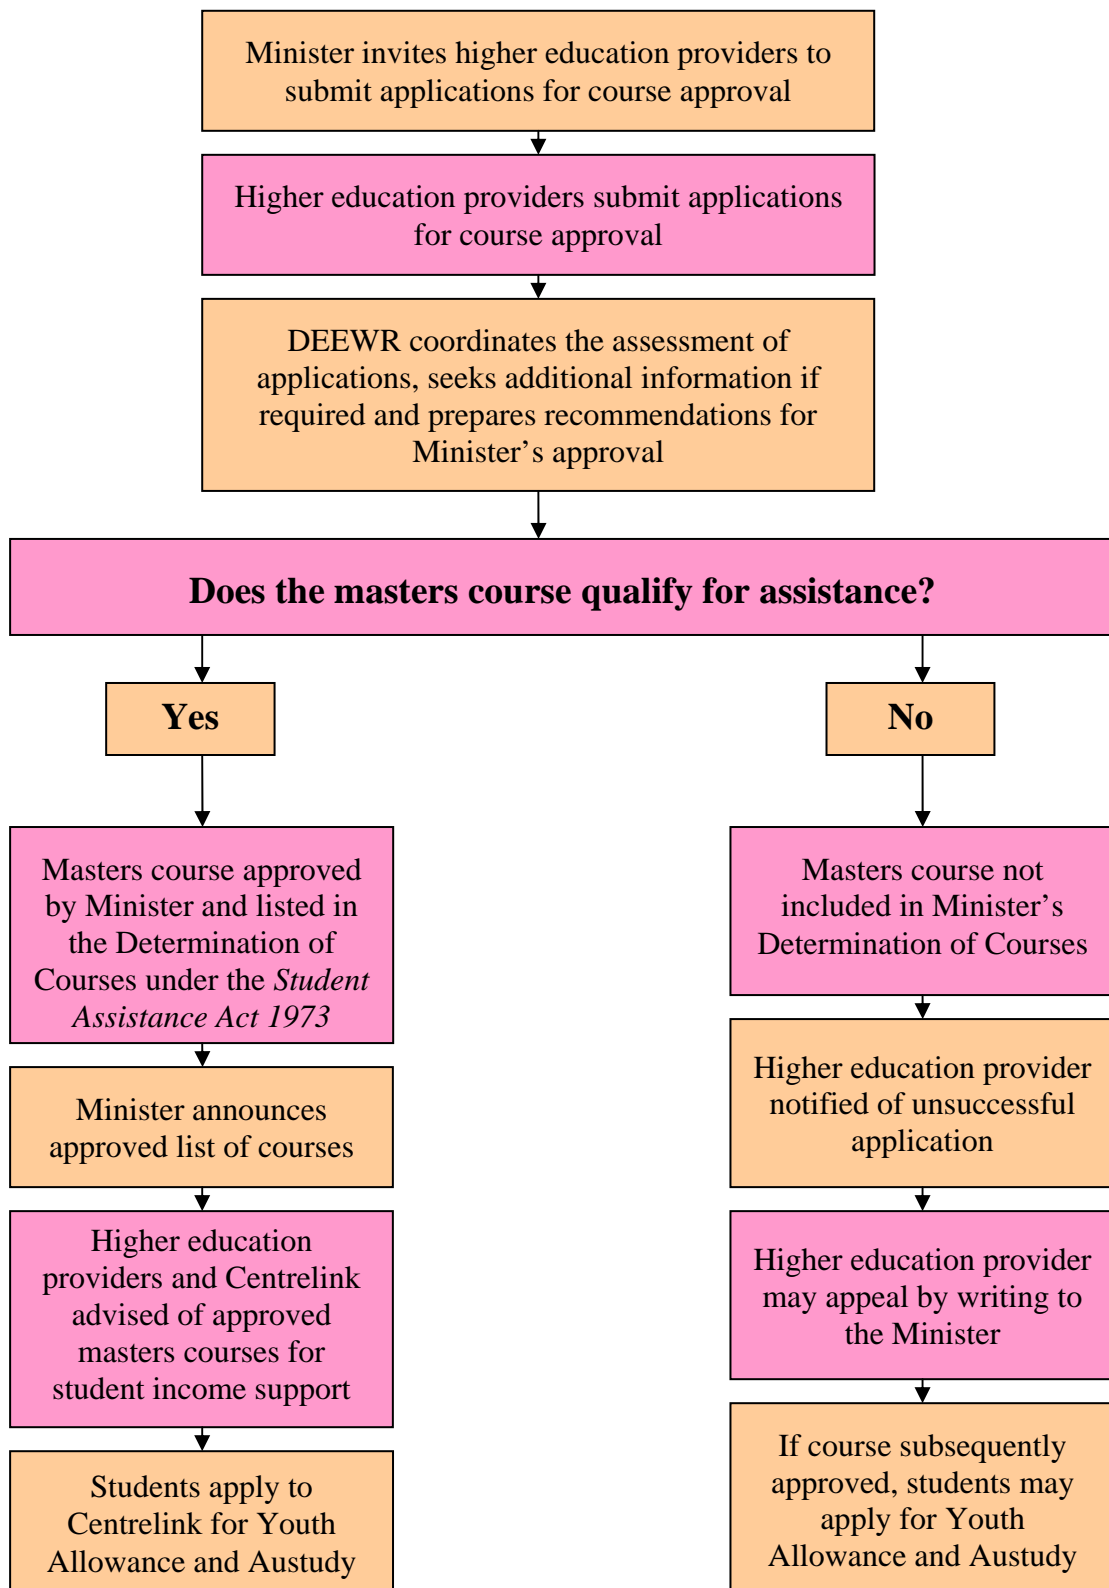 Minister invites higher education providers to
submit applications for course approval
Higher education providers submit applications
for course approval
DEEWR coordinates the assessment of
applications, seeks additional information if
required and prepares recommendations for
Minister’s approval
Does the masters course qualify for assistance?
Yes
No
Masters course approved
by Minister and listed in
the Determination of
Courses under the Student
Assistance Act 1973
Minister announces
approved list of courses
Higher education
providers and Centrelink
advised of approved
masters courses for
student income support
Students apply to
Centrelink for Youth
Allowance and Austudy
Masters course not
included in Minister’s
Determination of Courses
Higher education provider
notified of unsuccessful
application
Higher education provider
may appeal by writing to
the Minister
If course subsequently
approved, students may
apply for Youth
Allowance and Austudy